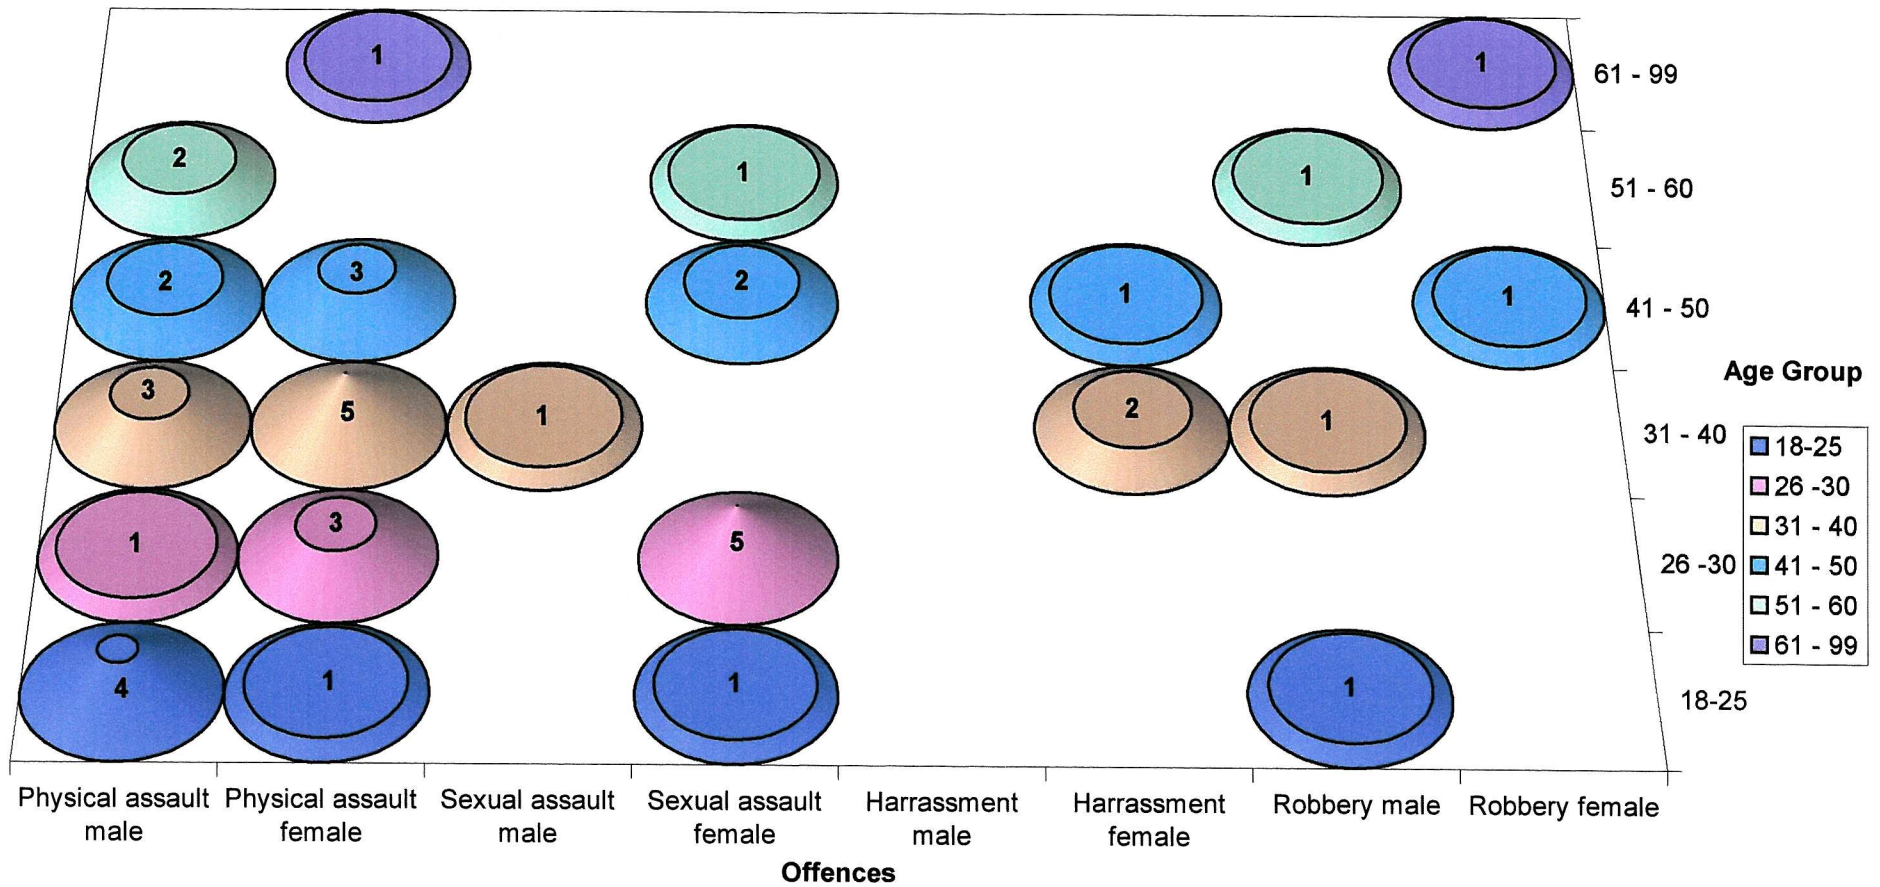 1
1
61 - 99
2
1
1
51 - 60
2
3
2
1
1
41 - 50
3
5
1
2
1
31 - 40
1
3
5
26 -30
4
1
1
1
18-25
Physical assault
male
Physical assault
female
Sexual assault
male
Sexual assault
female
Harrassment
male
Harrassment
female
Robbery male
Robbery female
Offences
Age Group
18-25
26 -30
31 - 40
41 - 50
51 - 60
61 - 99